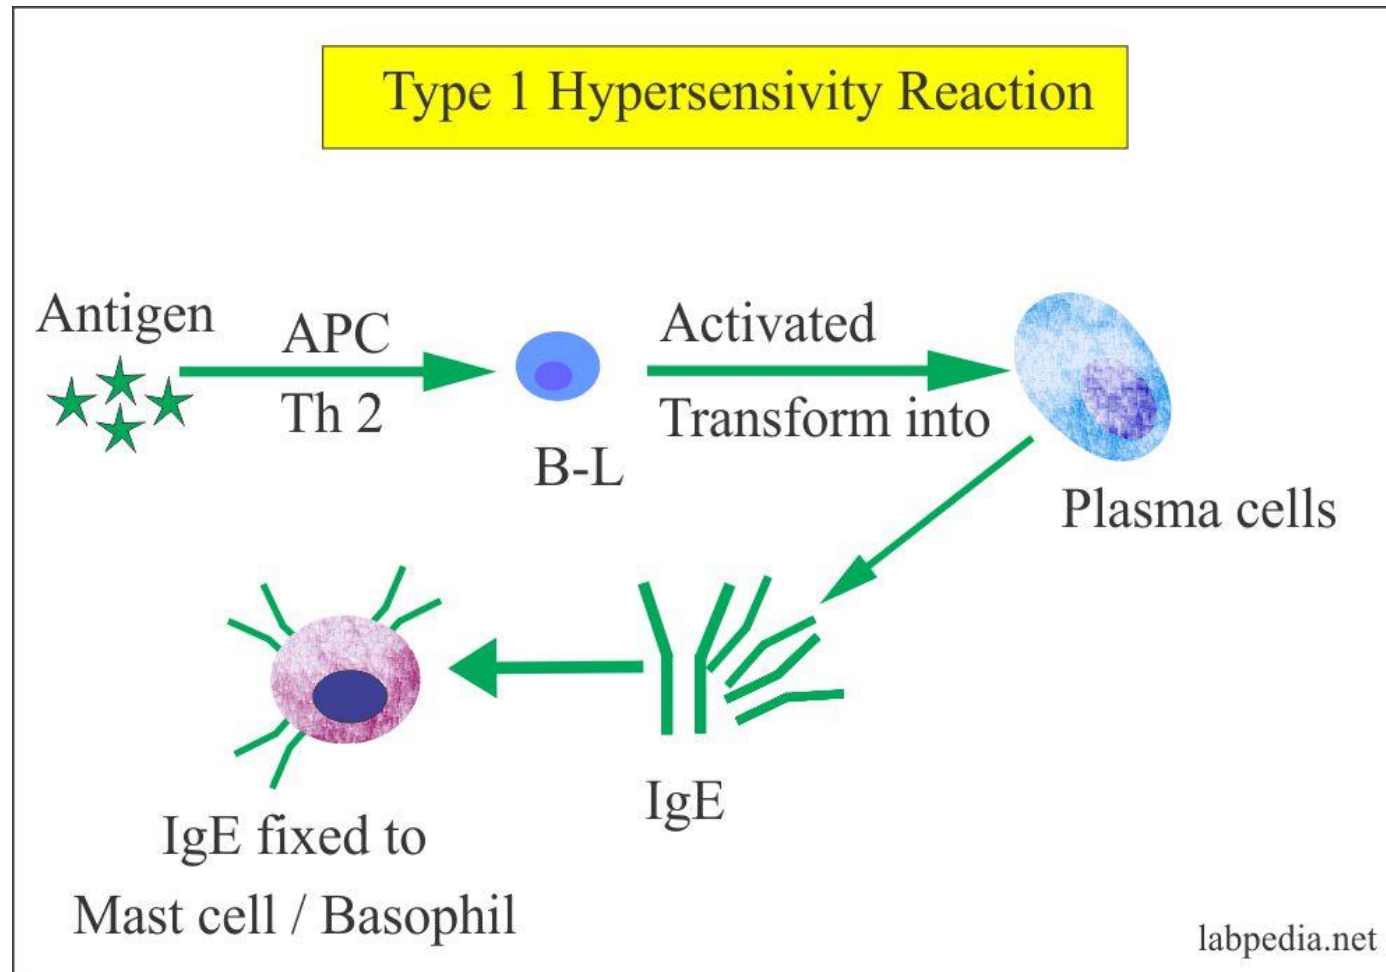 Type 1 Hypersensivity Reaction
Antigen
APC
Th 2
B-L
Activated
Transform into
Plasma cells
IgE
IgE fixed to
Mast cell / Basophil
labpedia.net